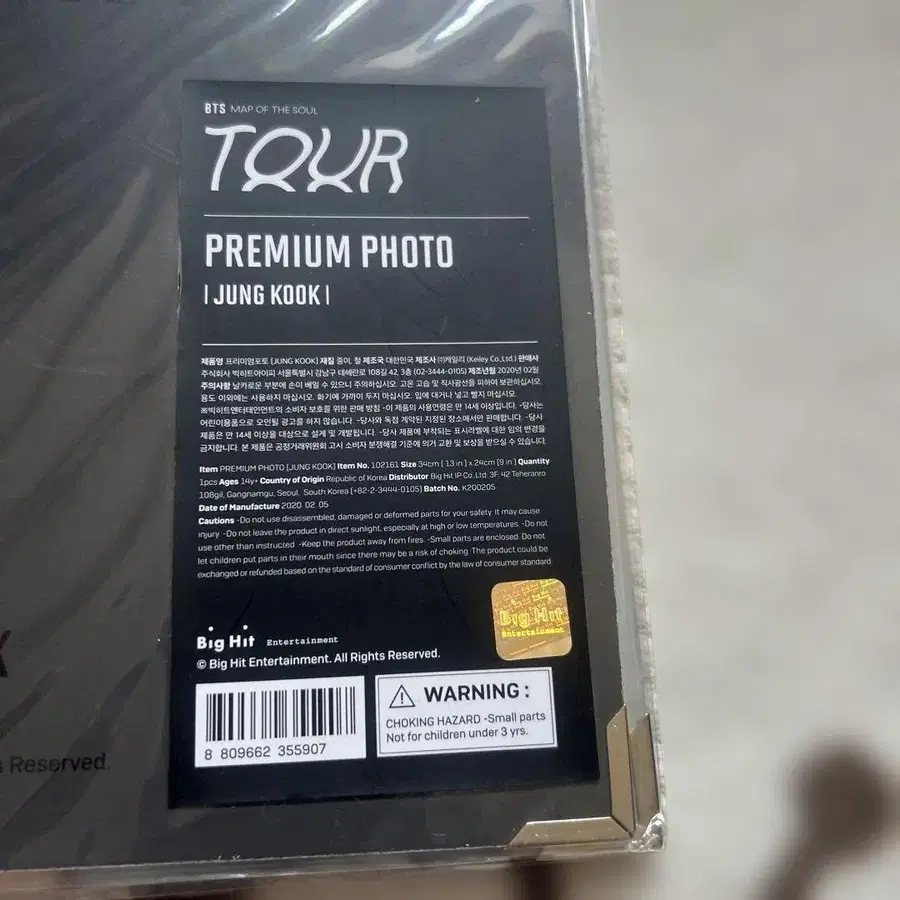 BTS MAP OF THE SOUL
TOUR
PREMIUM PHOTO
| JUNG KOOK |
제품명 프리미엄포토 [JUNG KOOK] 재질 종이, 철 제조국 대한민국 제조사 ㈜케일리 (Keiley Co.,Ltd.) 판매사
주식회사 빅히트아이피 서울특별시 강남구 테헤란로 108길 42, 3층 (02-3444-0105) 제조년월 2020년 02월
주의사항 날카로운 부분에 손이 베일 수 있으니 주의하십시오. 고온 고습 및 직사광선을 피하여 보관하십시오.
용도 이외에는 사용하지 마십시오. 화기에 가까이 두지 마십시오. 입에 대거나 넣고 빨지 마십시오.
※빅히트엔터테인먼트의 소비자 보호를 위한 판매 방침 -이 제품의 사용연령은 만 14세 이상입니다. -당사는
어린이용품으로 오인될 광고를 하지 않습니다. -당사와 독점 계약된 지정된 장소에서만 판매합니다. -당사
제품은 만 14세 이상을 대상으로 설계 및 개발됩니다. -당사 제품에 부착되는 표시라벨에 대한 임의 변경을
금지합니다. 본 제품은 공정거래위원회 고시 소비자 분쟁해결 기준에 의거 교환 및 보상을 받으실 수 있습니다.
Item PREMIUM PHOTO [JUNG KOOK] Item No. 102161 Size 34cm [ 13 in ] x 24cm [9 in ] Quantity
1pcs Ages 14y+ Country of Origin Republic of Korea Distributor Big Hit IP Co.,Ltd. 3F, 42 Teheranro
108gil, Gangnamgu, Seoul, South Korea (+82-2-3444-0105) Batch No. K200205
Date of Manufacture 2020. 02. 05
Cautions -Do not use disassembled, damaged or deformed parts for your safety. It may cause
injury -Do not leave the product in direct sunlight, especially at high or low temperatures. -Do not
use other than instructed -Keep the product away from fires. -Small parts are enclosed. Do not
let children put parts in their mouth since there may be a risk of choking. The product could be
exchanged or refunded based on the standard of consumer conflict by the law of consumer standard
Big Hit
Entertainment
Big Hit Entertainment
© Big Hit Entertainment. All Rights Reserved.
8 809662 355907
WARNING :
CHOKING HAZARD -Small parts
Not for children under 3 yrs.
Reserved.